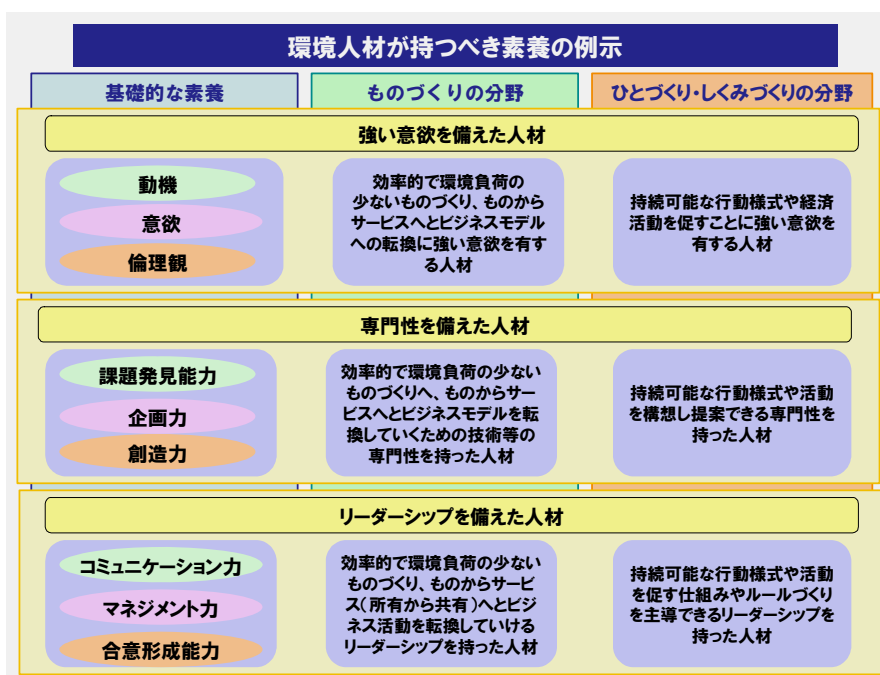 環境人材が持つべき素養の例示
基礎的な素養
ものづくりの分野
ひとづくり・しくみづくりの分野
強い意欲を備えた人材
動機
意欲
倫理観
効率的で環境負荷の
少ないものづくり、ものから
サービスへとビジネスモデル
への転換に強い意欲を有す
る人材
持続可能な行動様式や経済
活動を促すことに強い意欲を
有する人材
専門性を備えた人材
課題発見能力
企画力
創造力
効率的で環境負荷の少ない
ものづくりへ、ものからサー
ビスへとビジネスモデルを転
換していくための技術等の
専門性を持った人材
持続可能な行動様式や活動
を構想し提案できる専門性を
持った人材
リーダーシップを備えた人材
コミュニケーション力
マネジメント力
合意形成能力
効率的で環境負荷の少ない
ものづくり、ものからサービ
ス(所有から共有)へとビジ
ネス活動を転換していける
リーダーシップを持った人材
持続可能な行動様式や活動
を促す仕組みやルールづくり
を主導できるリーダーシップを
持った人材